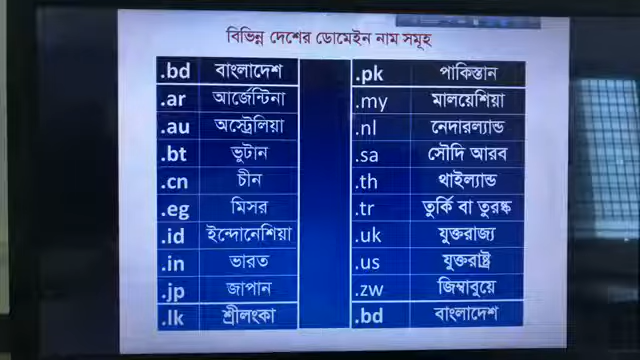 বিভিন্ন দেশের ডোমেইন নাম সমূহ
.bd বাংলাদেশ .pk পাকিস্তান
.ar আর্জেন্টিনা .my মালয়েশিয়া
.au অস্ট্রেলিয়া .nl নেদারল্যান্ড
.bt ভুটান .sa সৌদি আরব
.cn চীন .th থাইল্যান্ড
.eg মিসর .tr তুর্কি বা তুরষ্ক
.id ইন্দোনেশিয়া .uk যুক্তরাজ্য
.in ভারত .us যুক্তরাষ্ট্র
.jp জাপান .zw জিম্বাবুয়ে
.lk শ্রীলংকা .bd বাংলাদেশ